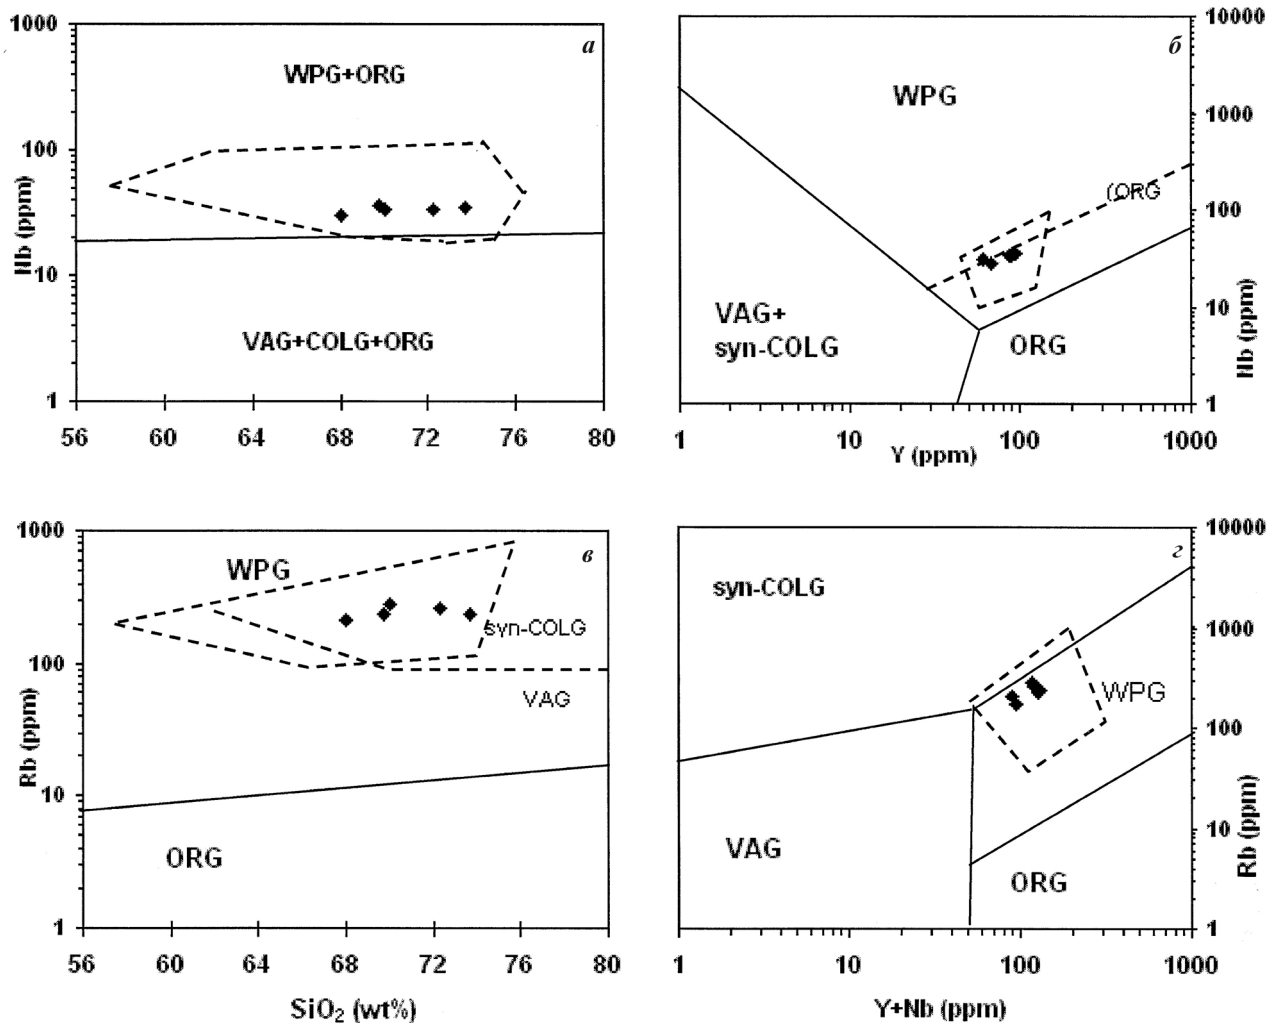 1000
100
10
1
Nb (ppm)
а
WPG+ORG
VAG+COLG+ORG
56 60 64 68 72 76 80
б
WPG
(ORG
VAG+
syn-COLG
ORG
10000
1000
100
10
1
Nb (ppm)
1 10 100 1000
Y (ppm)
1000
100
10
1
Rb (ppm)
в
WPG
syn-COLG
VAG
ORG
56 60 64 68 72 76 80
SiO₂ (wt%)
г
syn-COLG
WPG
VAG
ORG
10000
1000
100
10
1
Rb (ppm)
1 10 100 1000
Y+Nb (ppm)